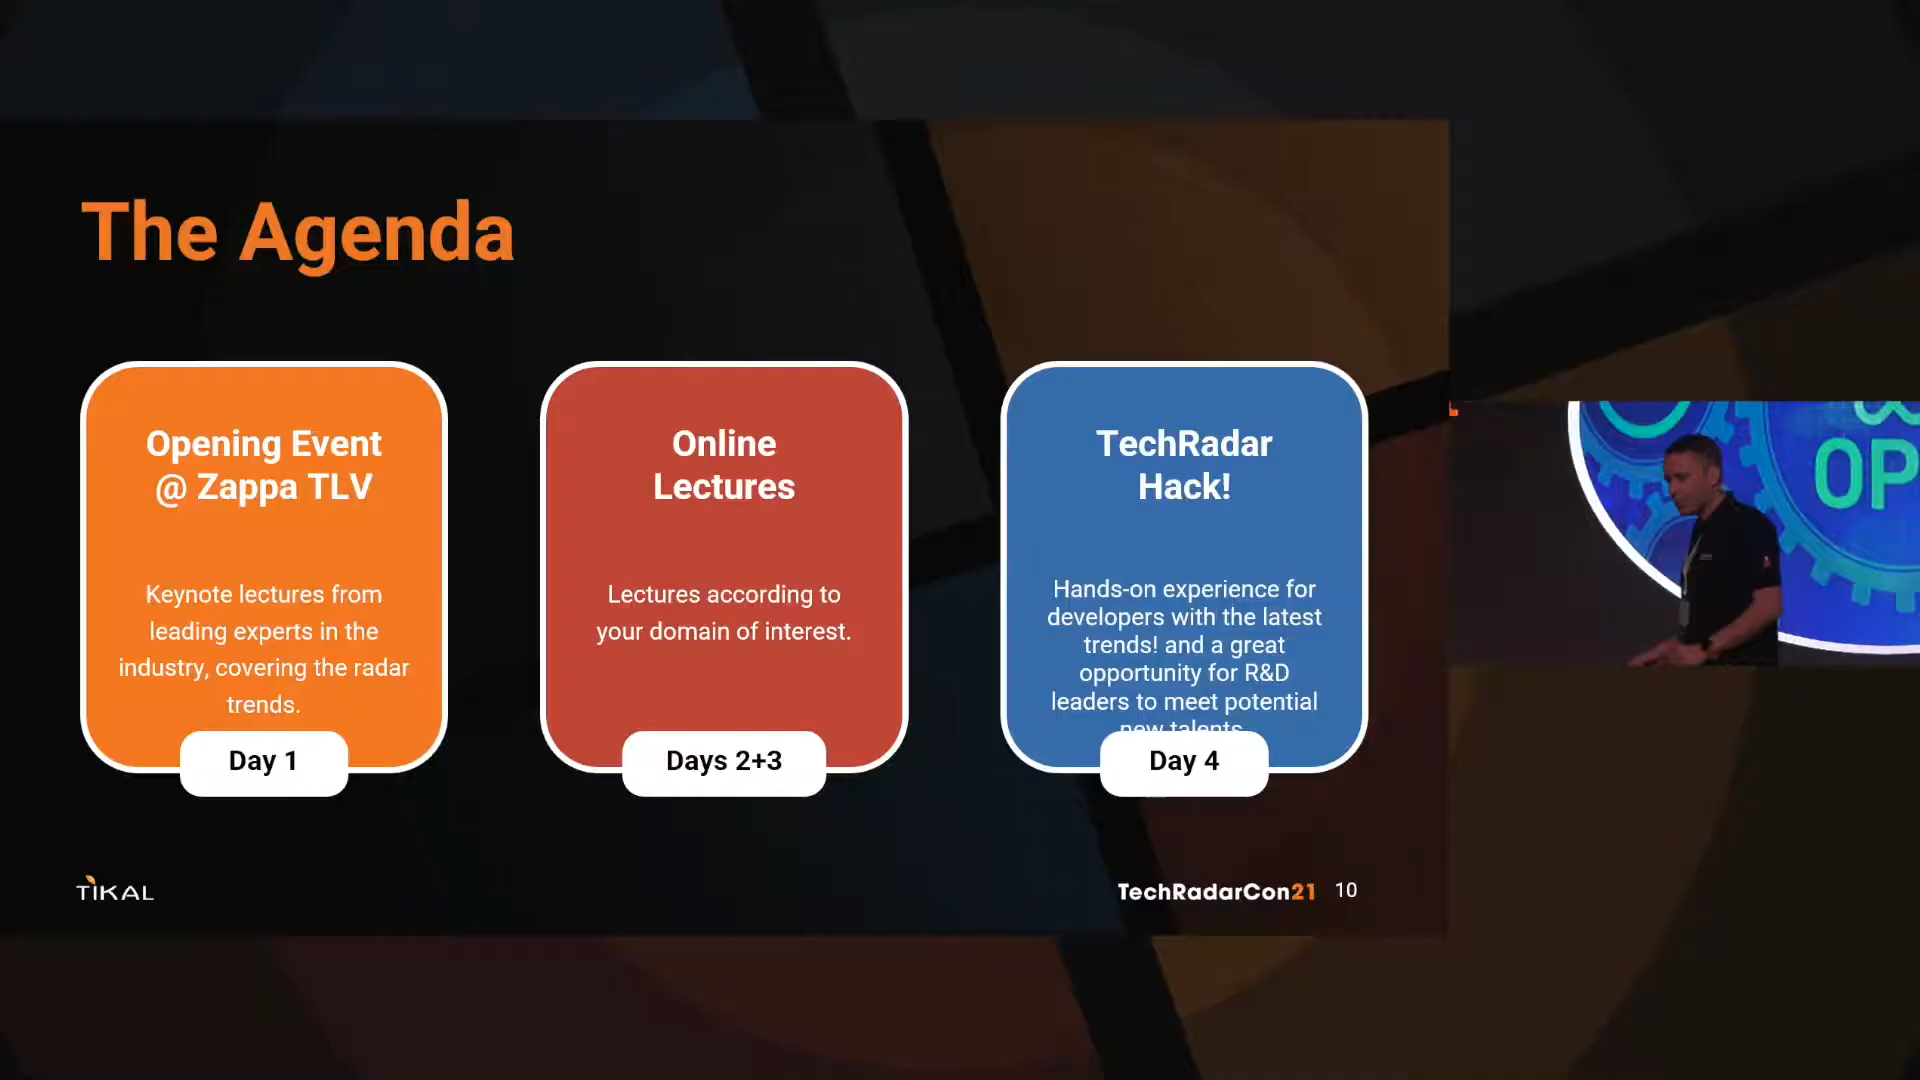 The Agenda
Opening Event
@ Zappa TLV
Keynote lectures from
leading experts in the
industry, covering the radar
trends.
Day 1
Online
Lectures
Lectures according to
your domain of interest.
Days 2+3
TechRadar
Hack!
Hands-on experience for
developers with the latest
trends! and a great
opportunity for R&D
leaders to meet potential
new talents
Day 4
TIKAL
TechRadarCon21 10
OP